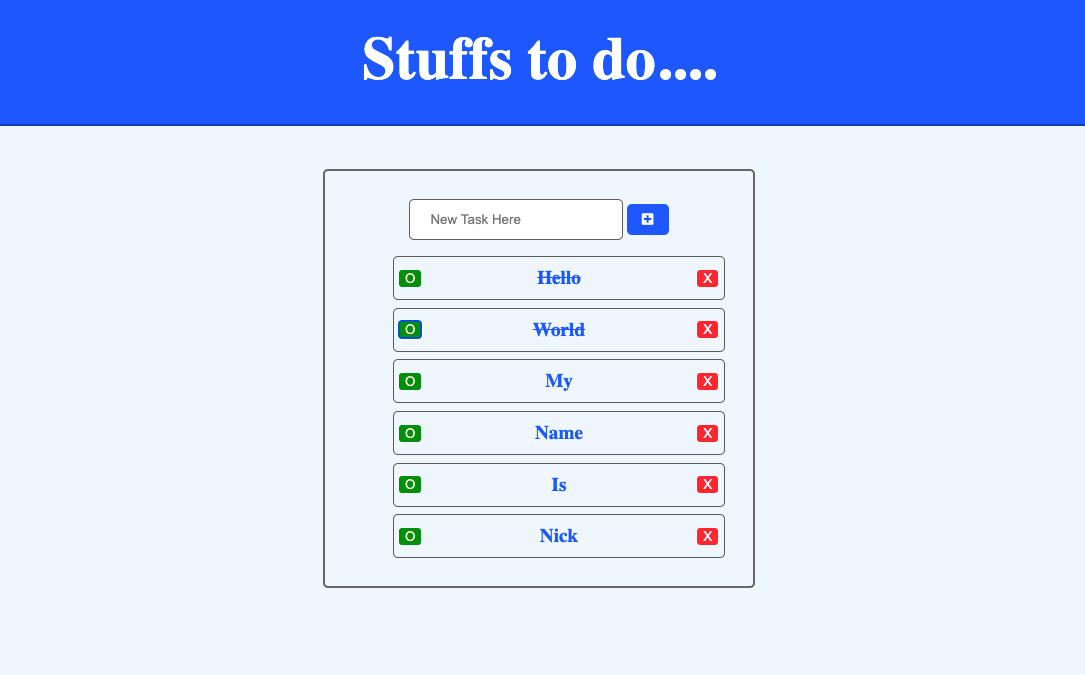 Stuffs to do....
New Task Here
O Hello X
O World X
O My X
O Name X
O Is X
O Nick X